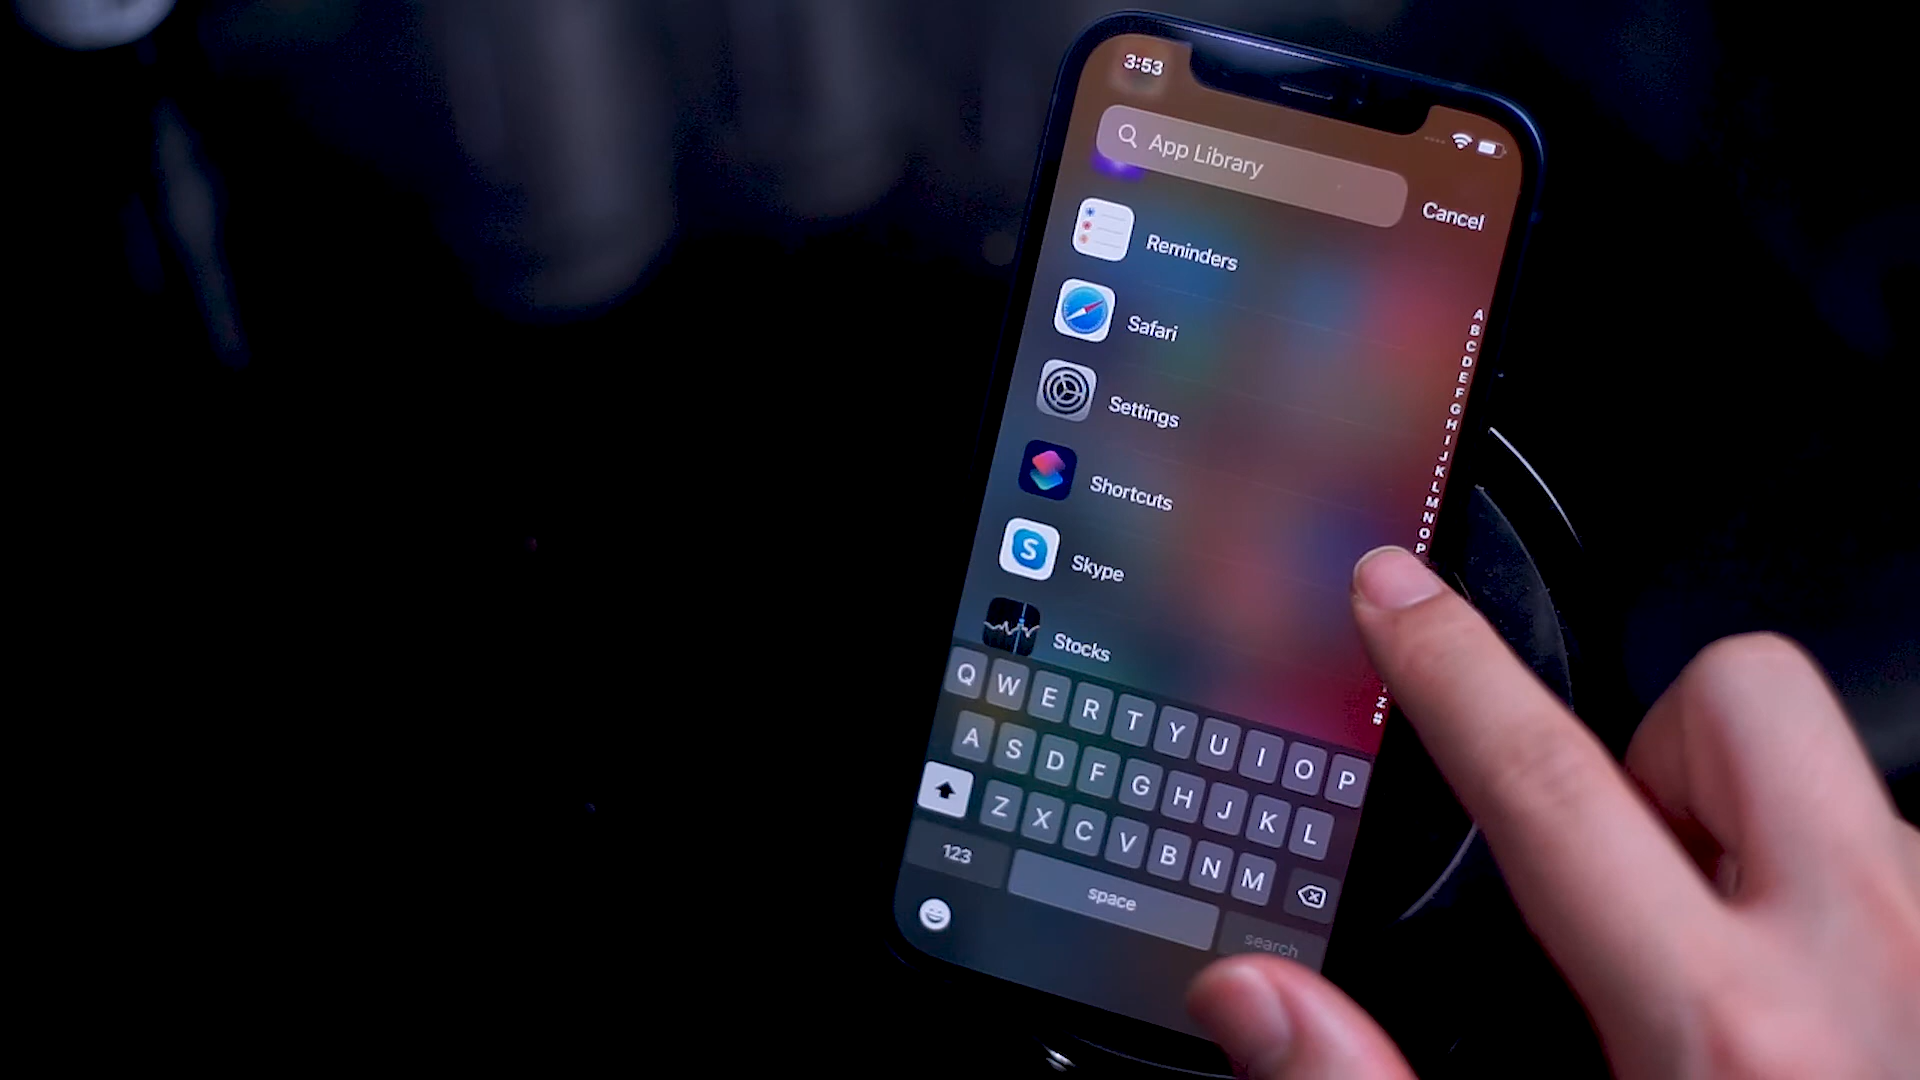 3:53
App Library
Cancel
Reminders
Safari
Settings
Shortcuts
S
Skype
Stocks
A
B
C
D
E
F
G
H
I
J
K
L
M
N
O
P
Z
#
Q W E R T Y U I O P
A S D F G H J K L
Z X C V B N M
123
space
search